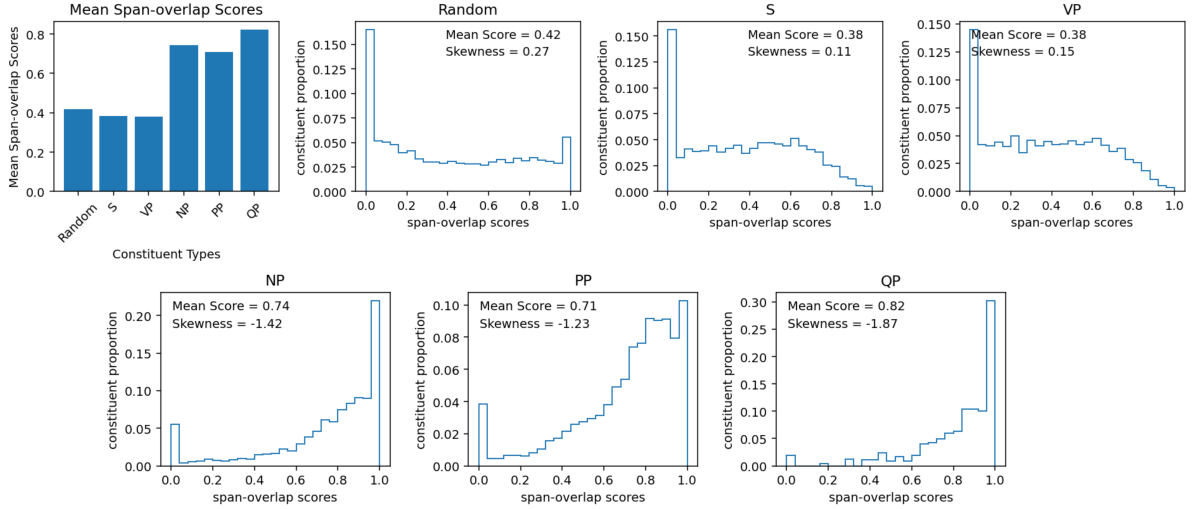 Mean Span-overlap Scores
Mean Span-overlap Scores
0.8
0.6
0.4
0.2
0.0
Random
S
VP
NP
PP
QP
Constituent Types
Random
Mean Score = 0.42
Skewness = 0.27
constituent proportion
0.150
0.125
0.100
0.075
0.050
0.025
0.000
0.0 0.2 0.4 0.6 0.8 1.0
span-overlap scores
S
Mean Score = 0.38
Skewness = 0.11
constituent proportion
0.150
0.125
0.100
0.075
0.050
0.025
0.000
0.0 0.2 0.4 0.6 0.8 1.0
span-overlap scores
VP
Mean Score = 0.38
Skewness = 0.15
constituent proportion
0.150
0.125
0.100
0.075
0.050
0.025
0.000
0.0 0.2 0.4 0.6 0.8 1.0
span-overlap scores
NP
Mean Score = 0.74
Skewness = -1.42
constituent proportion
0.20
0.15
0.10
0.05
0.00
0.0 0.2 0.4 0.6 0.8 1.0
span-overlap scores
PP
Mean Score = 0.71
Skewness = -1.23
constituent proportion
0.10
0.08
0.06
0.04
0.02
0.00
0.0 0.2 0.4 0.6 0.8 1.0
span-overlap scores
QP
Mean Score = 0.82
Skewness = -1.87
constituent proportion
0.30
0.25
0.20
0.15
0.10
0.05
0.00
0.0 0.2 0.4 0.6 0.8 1.0
span-overlap scores